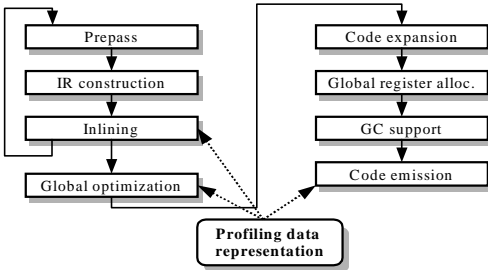 Prepass
IR construction
Inlining
Global optimization
Code expansion
Global register alloc.
GC support
Code emission
Profiling data
representation